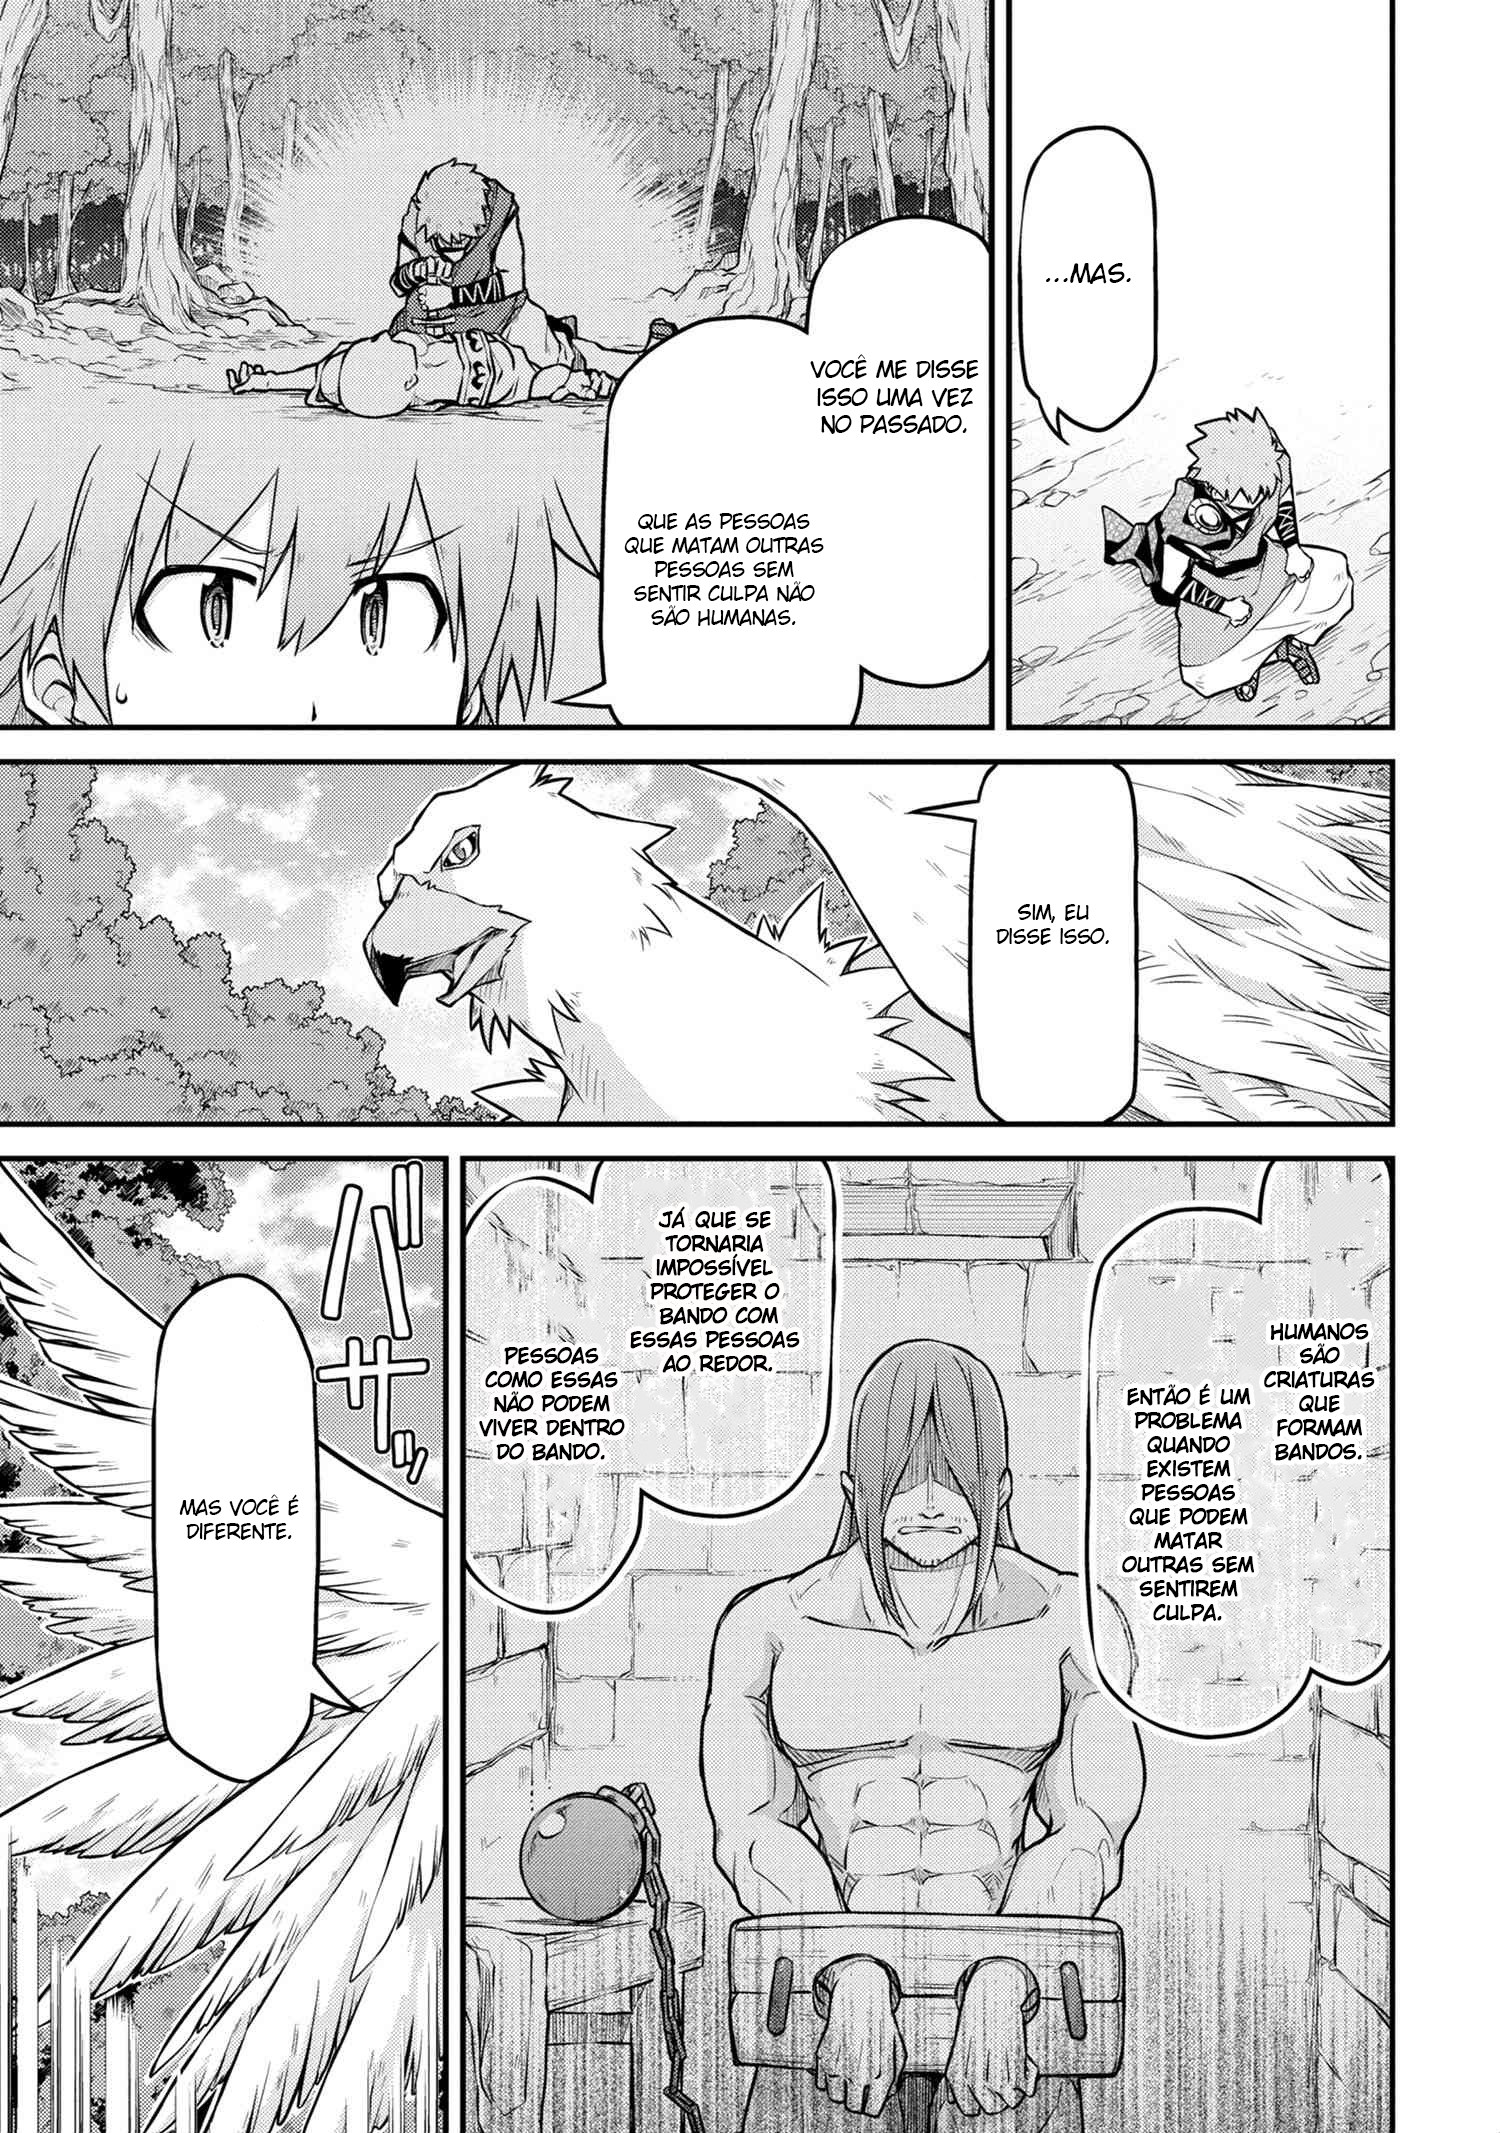 ...MAS.
VOCÊ ME DISSE
ISSO UMA VEZ
NO PASSADO.
QUE AS PESSOAS
QUE MATAM OUTRAS
PESSOAS SEM
SENTIR CULPA NÃO
SÃO HUMANAS.
SIM, EU
DISSE ISSO.
HUMANOS
SÃO
CRIATURAS
QUE
FORMAM
BANDOS.
ENTÃO É UM
PROBLEMA
QUANDO
EXISTEM
PESSOAS
QUE PODEM
MATAR
OUTRAS SEM
SENTIREM
CULPA.
JÁ QUE SE
TORNARIA
IMPOSSÍVEL
PROTEGER O
BANDO COM
ESSAS PESSOAS
AO REDOR.
PESSOAS
COMO ESSAS
NÃO PODEM
VIVER DENTRO
DO BANDO.
バサッ
MAS VOCÊ É
DIFERENTE.